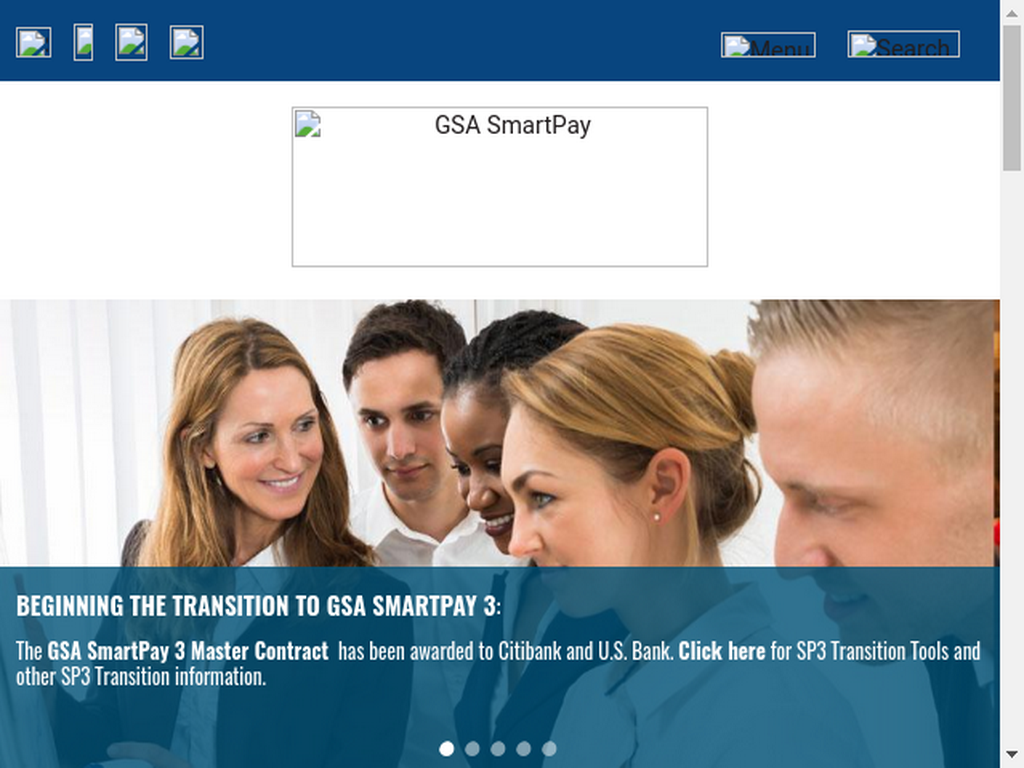 Menu
Search
GSA SmartPay
BEGINNING THE TRANSITION TO GSA SMARTPAY 3:
The GSA SmartPay 3 Master Contract has been awarded to Citibank and U.S. Bank. Click here for SP3 Transition Tools and
other SP3 Transition information.